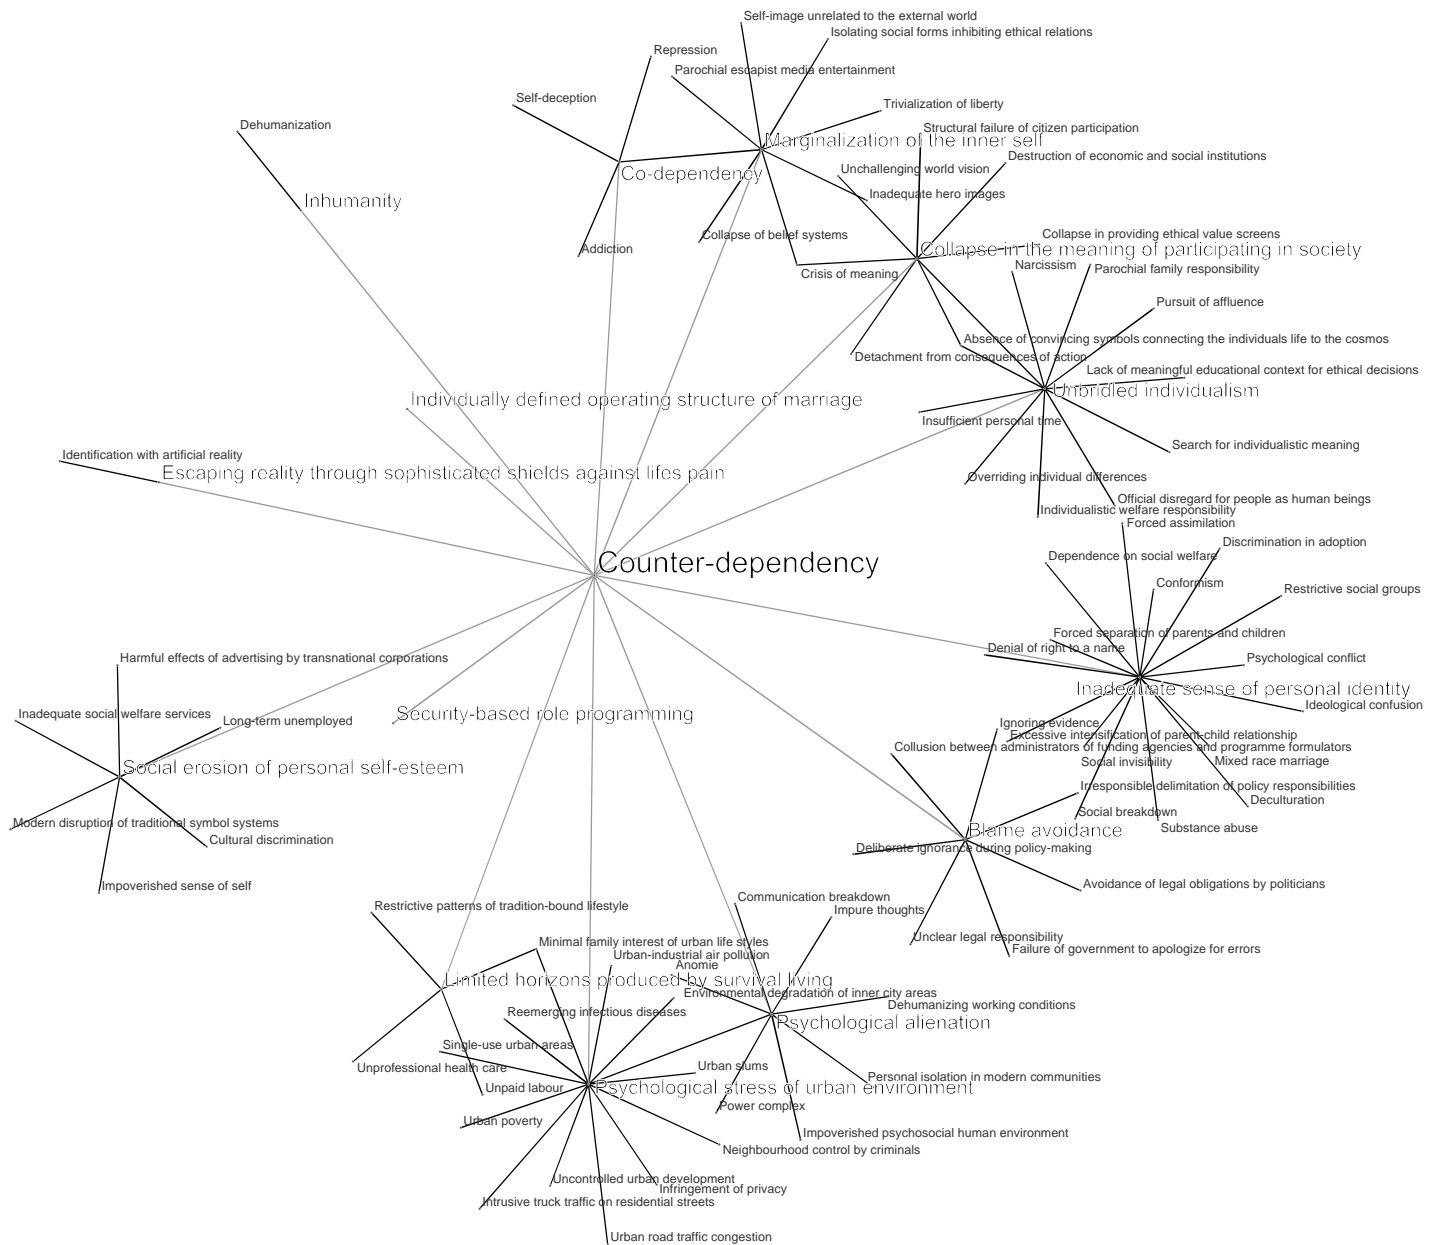 Self-image unrelated to the external world
Isolating social forms inhibiting ethical relations
Repression
Parochial escapist media entertainment
Self-deception
Trivialization of liberty
Dehumanization
Structural failure of citizen participation
Marginalization of the inner self
Destruction of economic and social institutions
Unchallenging world vision
Co-dependency
Inadequate hero images
Inhumanity
Collapse of belief systems
Collapse in providing ethical value screens
Addiction
Collapse in the meaning of participating in society
Crisis of meaning
Narcissism
Parochial family responsibility
Pursuit of affluence
Absence of convincing symbols connecting the individuals life to the cosmos
Detachment from consequences of action
Lack of meaningful educational context for ethical decisions
Unbridled individualism
Individually defined operating structure of marriage
Insufficient personal time
Search for individualistic meaning
Identification with artificial reality
Escaping reality through sophisticated shields against lifes pain
Overriding individual differences
Official disregard for people as human beings
Individualistic welfare responsibility
Forced assimilation
Discrimination in adoption
Dependence on social welfare
Counter-dependency
Conformism
Restrictive social groups
Forced separation of parents and children
Denial of right to a name
Harmful effects of advertising by transnational corporations
Psychological conflict
Inadequate sense of personal identity
Ideological confusion
Inadequate social welfare services
Long-term unemployed
Security-based role programming
Ignoring evidence
Excessive intensification of parent-child relationship
Collusion between administrators of funding agencies and programme formulators
Social invisibility
Mixed race marriage
Social erosion of personal self-esteem
Irresponsible delimitation of policy responsibilities
Deculturation
Social breakdown
Modern disruption of traditional symbol systems
Substance abuse
Blame avoidance
Cultural discrimination
Deliberate ignorance during policy-making
Impoverished sense of self
Avoidance of legal obligations by politicians
Communication breakdown
Restrictive patterns of tradition-bound lifestyle
Impure thoughts
Unclear legal responsibility
Minimal family interest of urban life styles
Failure of government to apologize for errors
Urban-industrial air pollution
Anomie
Limited horizons produced by survival living
Environmental degradation of inner city areas
Dehumanizing working conditions
Reemerging infectious diseases
Psychological alienation
Single-use urban areas
Unprofessional health care
Urban slums
Personal isolation in modern communities
Unpaid labour
Psychological stress of urban environment
Power complex
Urban poverty
Impoverished psychosocial human environment
Neighbourhood control by criminals
Uncontrolled urban development
Infringement of privacy
Intrusive truck traffic on residential streets
Urban road traffic congestion